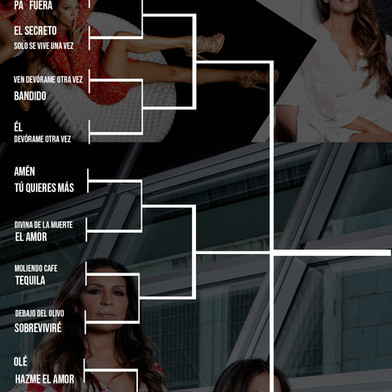 PA´ FUERA
EL SECRETO
SOLO SE VIVE UNA VEZ
VEN DEVÓRAME OTRA VEZ
BANDIDO
ÉL
DEVÓRAME OTRA VEZ
AMÉN
TÚ QUIERES MÁS
DIVINA DE LA MUERTE
EL AMOR
MOLIENDO CAFE
TEQUILA
DEBAJO DEL OLIVO
SOBREVIVIRÉ
OLÉ
HAZME EL AMOR